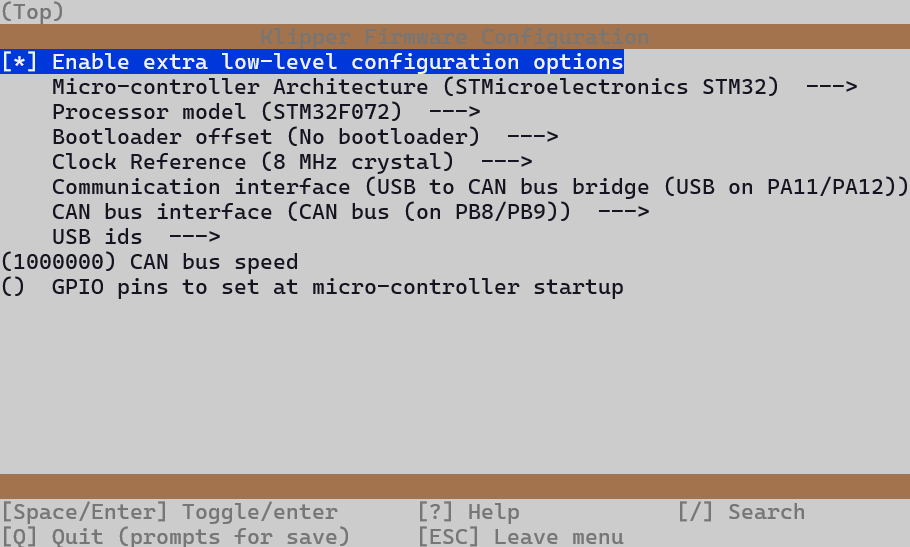 (Top)
Klipper Firmware Configuration
[*] Enable extra low-level configuration options
Micro-controller Architecture (STMicroelectronics STM32)  --->
Processor model (STM32F072)  --->
Bootloader offset (No bootloader)  --->
Clock Reference (8 MHz crystal)  --->
Communication interface (USB to CAN bus bridge (USB on PA11/PA12))
CAN bus interface (CAN bus (on PB8/PB9))  --->
USB ids  --->
(1000000) CAN bus speed
()  GPIO pins to set at micro-controller startup
[Space/Enter] Toggle/enter      [?] Help            [/] Search
[Q] Quit (prompts for save)     [ESC] Leave menu